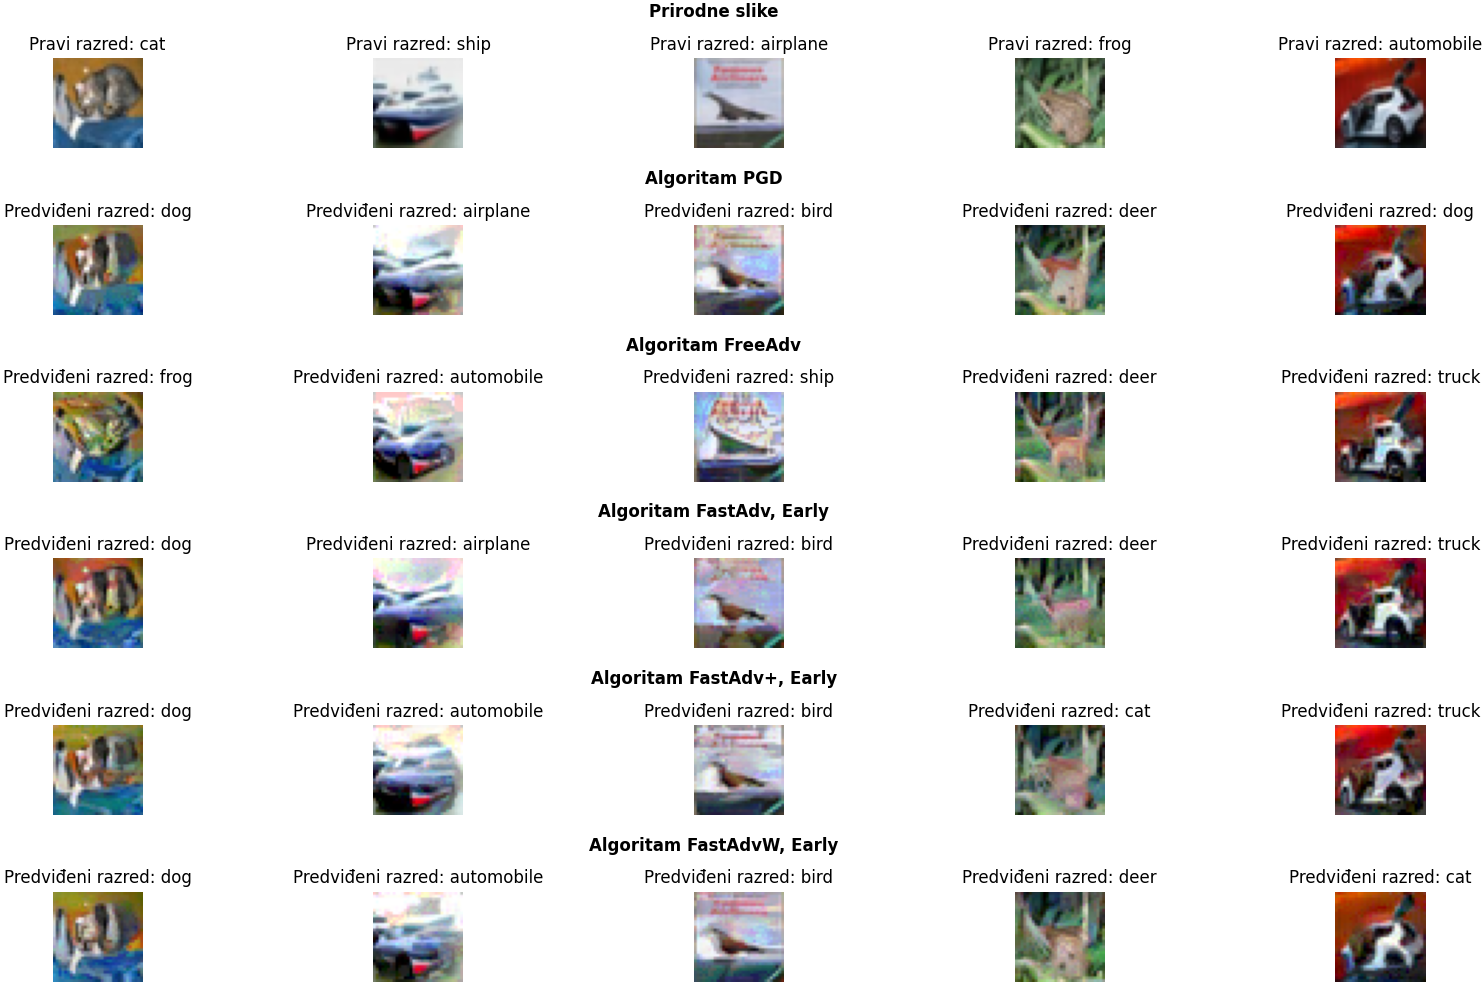 Prirodne slike
Pravi razred: cat Pravi razred: ship Pravi razred: airplane Pravi razred: frog Pravi razred: automobile
Algoritam PGD
Predviđeni razred: dog Predviđeni razred: airplane Predviđeni razred: bird Predviđeni razred: deer Predviđeni razred: dog
Algoritam FreeAdv
Predviđeni razred: frog Predviđeni razred: automobile Predviđeni razred: ship Predviđeni razred: deer Predviđeni razred: truck
Algoritam FastAdv, Early
Predviđeni razred: dog Predviđeni razred: airplane Predviđeni razred: bird Predviđeni razred: deer Predviđeni razred: truck
Algoritam FastAdv+, Early
Predviđeni razred: dog Predviđeni razred: automobile Predviđeni razred: bird Predviđeni razred: cat Predviđeni razred: truck
Algoritam FastAdvW, Early
Predviđeni razred: dog Predviđeni razred: automobile Predviđeni razred: bird Predviđeni razred: deer Predviđeni razred: cat